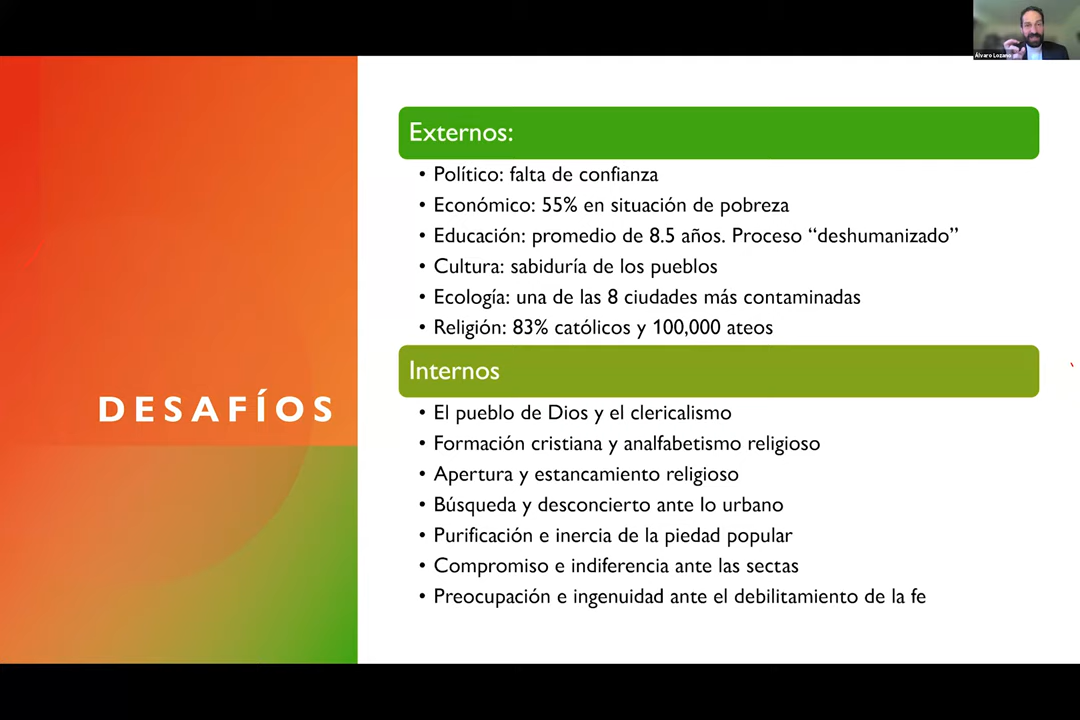 Álvaro Lozano
DESAFÍOS
Externos:
• Político: falta de confianza
• Económico: 55% en situación de pobreza
• Educación: promedio de 8.5 años. Proceso “deshumanizado”
• Cultura: sabiduría de los pueblos
• Ecología: una de las 8 ciudades más contaminadas
• Religión: 83% católicos y 100,000 ateos
Internos
• El pueblo de Dios y el clericalismo
• Formación cristiana y analfabetismo religioso
• Apertura y estancamiento religioso
• Búsqueda y desconcierto ante lo urbano
• Purificación e inercia de la piedad popular
• Compromiso e indiferencia ante las sectas
• Preocupación e ingenuidad ante el debilitamiento de la fe